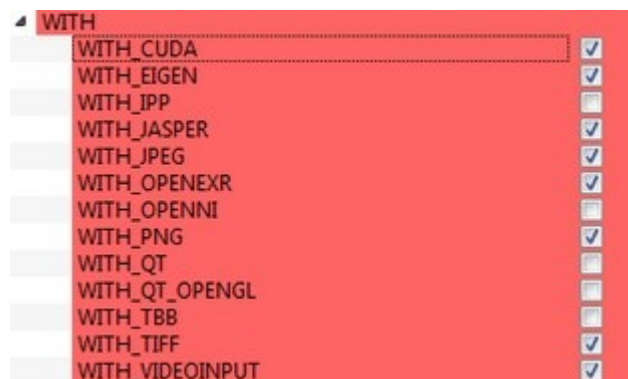 WITH
WITH_CUDA
WITH_EIGEN
WITH_IPP
WITH_JASPER
WITH_JPEG
WITH_OPENEXR
WITH_OPENNI
WITH_PNG
WITH_QT
WITH_QT_OPENGL
WITH_TBB
WITH_TIFF
WITH_VIDEOINPUT